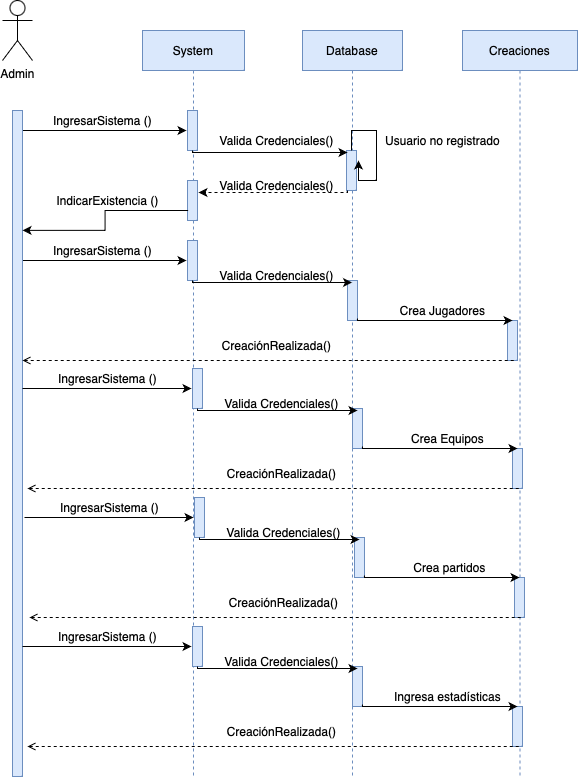 Admin
System
Database
Creaciones
IngresarSistema ()
Valida Credenciales()
Usuario no registrado
Valida Credenciales()
IndicarExistencia ()
IngresarSistema ()
Valida Credenciales()
Crea Jugadores
CreaciónRealizada()
IngresarSistema ()
Valida Credenciales()
Crea Equipos
CreaciónRealizada()
IngresarSistema ()
Valida Credenciales()
Crea partidos
CreaciónRealizada()
IngresarSistema ()
Valida Credenciales()
Ingresa estadísticas
CreaciónRealizada()